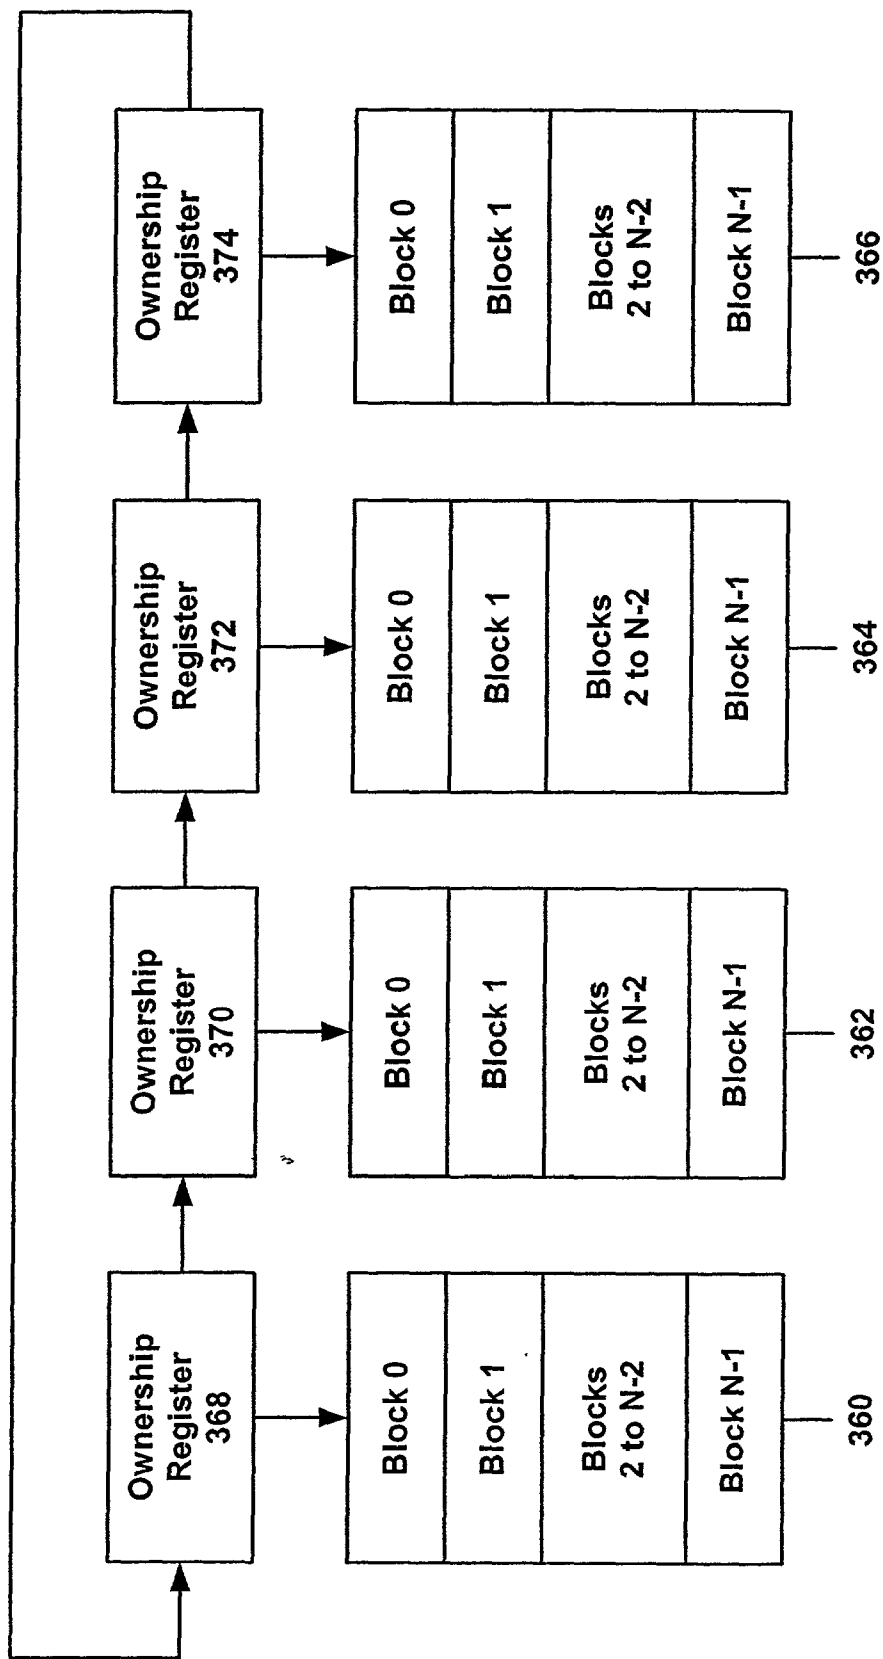 Ownership
Register
368
Ownership
Register
370
Ownership
Register
372
Ownership
Register
374
Block 0
Block 1
Blocks
2 to N-2
Block N-1
360
Block 0
Block 1
Blocks
2 to N-2
Block N-1
362
Block 0
Block 1
Blocks
2 to N-2
Block N-1
364
Block 0
Block 1
Blocks
2 to N-2
Block N-1
366